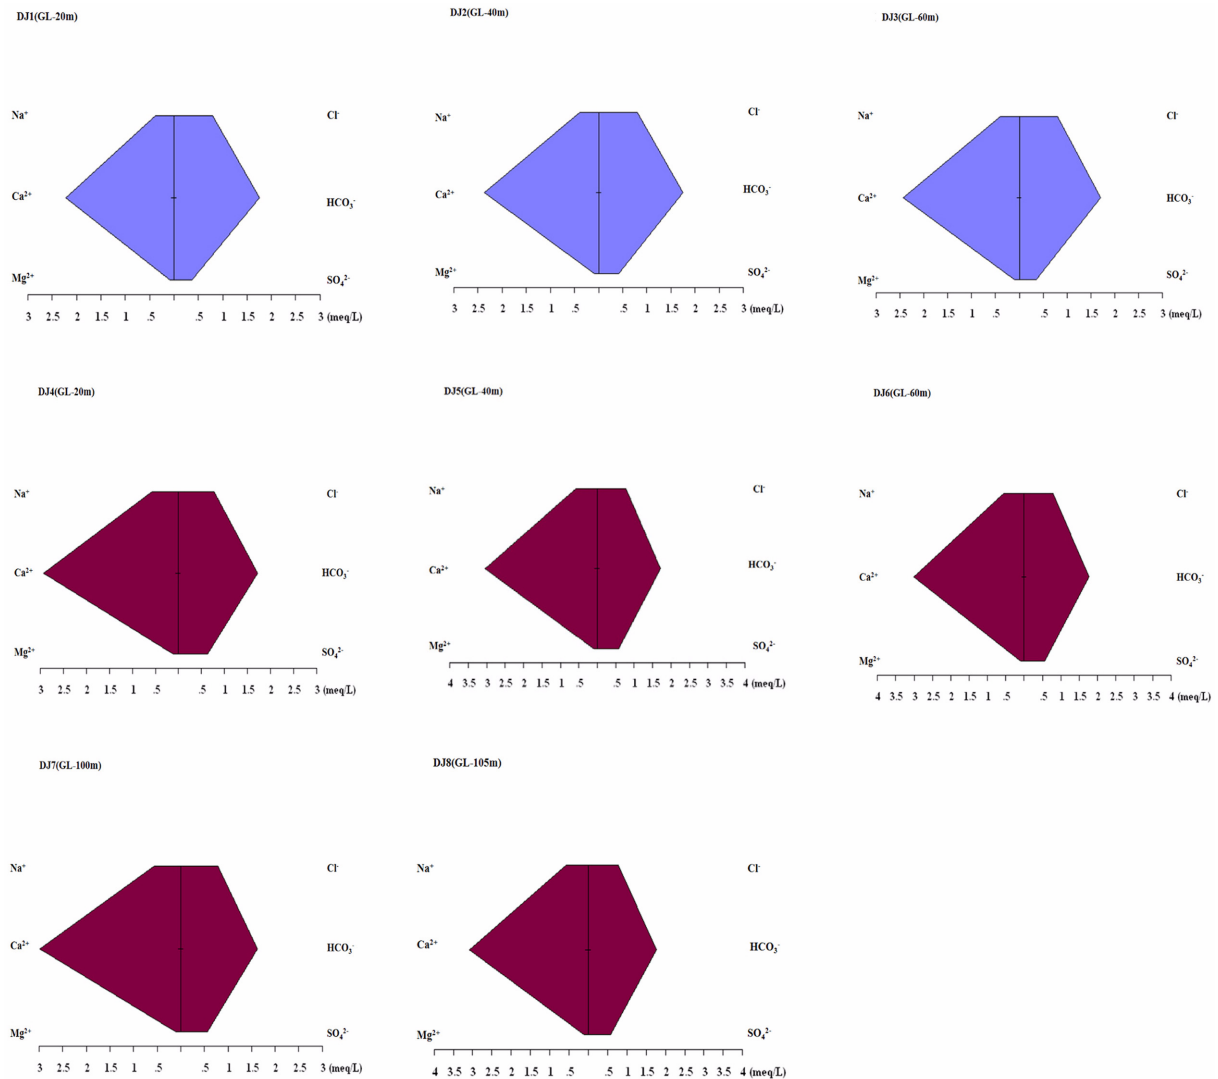 DJ1(GL-20m)
DJ2(GL-40m)
DJ3(GL-60m)
Na⁺ Cl⁻
Ca²⁺ HCO₃⁻
Mg²⁺ SO₄²⁻
3 2.5 2 1.5 1 .5 .5 1 1.5 2 2.5 3 (meq/L)
Na⁺ Cl⁻
Ca²⁺ HCO₃⁻
Mg²⁺ SO₄²⁻
3 2.5 2 1.5 1 .5 .5 1 1.5 2 2.5 3 (meq/L)
Na⁺ Cl⁻
Ca²⁺ HCO₃⁻
Mg²⁺ SO₄²⁻
3 2.5 2 1.5 1 .5 .5 1 1.5 2 2.5 3 (meq/L)
DJ4(GL-20m)
DJ5(GL-40m)
DJ6(GL-60m)
Na⁺ Cl⁻
Ca²⁺ HCO₃⁻
Mg²⁺ SO₄²⁻
3 2.5 2 1.5 1 .5 .5 1 1.5 2 2.5 3 (meq/L)
Na⁺ Cl⁻
Ca²⁺ HCO₃⁻
Mg²⁺ SO₄²⁻
4 3.5 3 2.5 2 1.5 1 .5 .5 1 1.5 2 2.5 3 3.5 4 (meq/L)
Na⁺ Cl⁻
Ca²⁺ HCO₃⁻
Mg²⁺ SO₄²⁻
4 3.5 3 2.5 2 1.5 1 .5 .5 1 1.5 2 2.5 3 3.5 4 (meq/L)
DJ7(GL-100m)
DJ8(GL-105m)
Na⁺ Cl⁻
Ca²⁺ HCO₃⁻
Mg²⁺ SO₄²⁻
3 2.5 2 1.5 1 .5 .5 1 1.5 2 2.5 3 (meq/L)
Na⁺ Cl⁻
Ca²⁺ HCO₃⁻
Mg²⁺ SO₄²⁻
4 3.5 3 2.5 2 1.5 1 .5 .5 1 1.5 2 2.5 3 3.5 4 (meq/L)